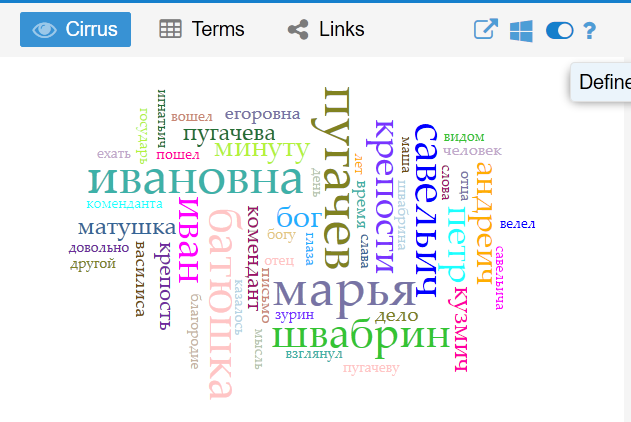 Cirrus
Terms
Links
?
Define
игнатьич
государь
вошел
егоровна
пугачев
пугачева
минуту
ехать
пошел
ивановна
день
лет
крепости
маша
савельич
видом
человек
слова
отца
андреич
коменданта
иван
матушка
батюшка
комендант
бог
богу
глаза
время
слава
швабрина
петр
велел
довольно
другой
василиса
крепость
отец
письмо
казалось
благородие
марья
зурин
дело
савельича
кузмич
швабрин
мысль
взглянул
пугачеву